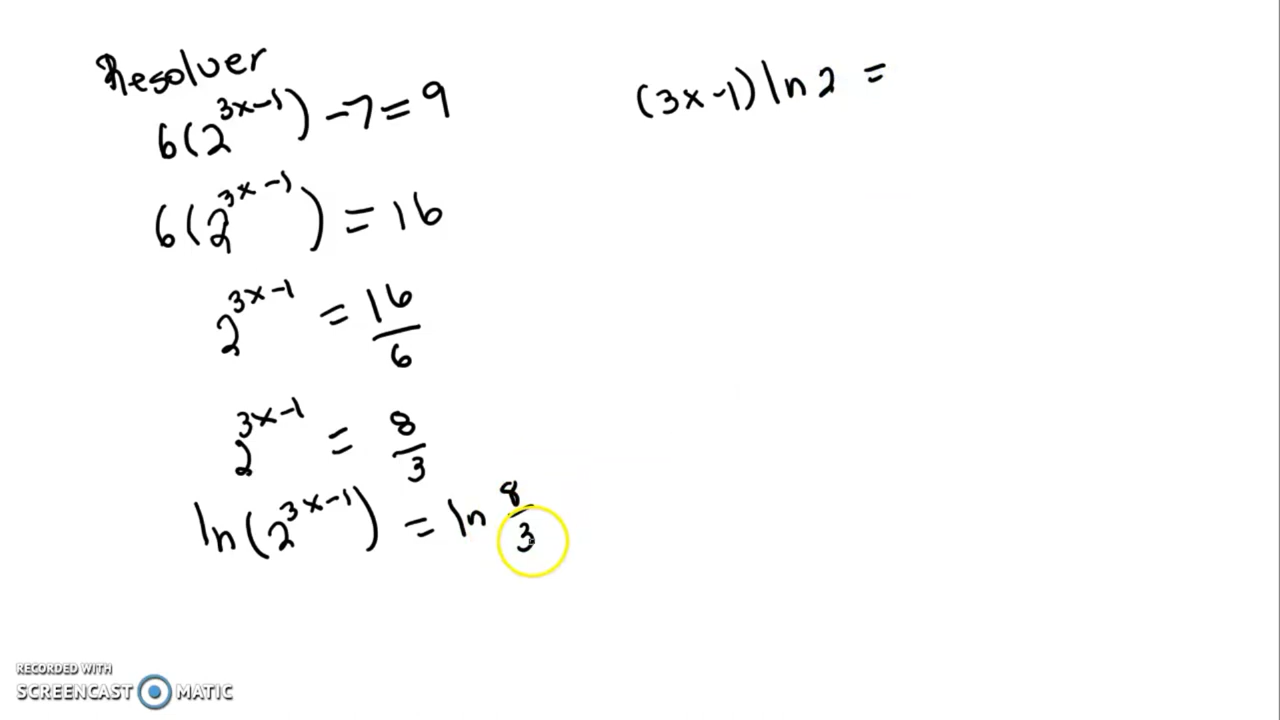 Resolver
6(2^{3x-1}) -7 = 9
6(2^{3x-1}) = 16
2^{3x-1} = 16/6
2^{3x-1} = 8/3
ln(2^{3x-1}) = ln 8/3
(3x-1) ln 2 =
RECORDED WITH
SCREENCAST MATIC